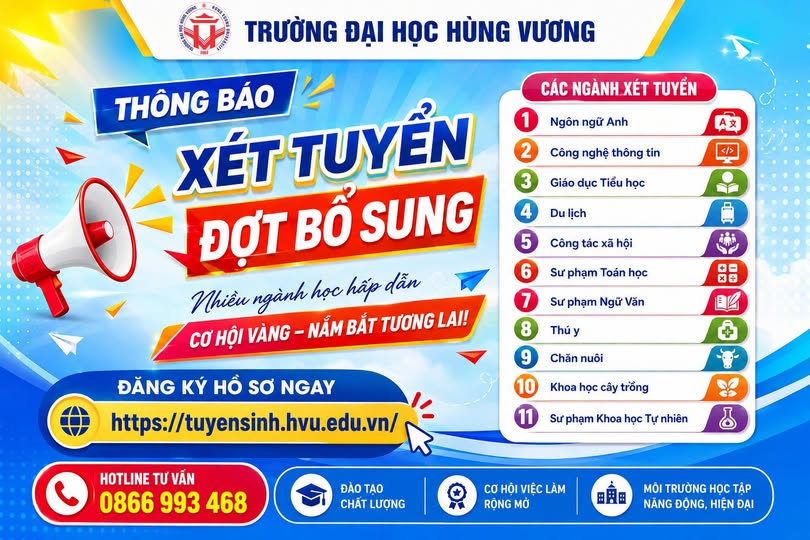 TRƯỜNG ĐẠI HỌC HÙNG VƯƠNG
THÔNG BÁO
XÉT TUYỂN
ĐỢT BỔ SUNG
Nhiều ngành học hấp dẫn
CƠ HỘI VÀNG – NẮM BẮT TƯƠNG LAI!
ĐĂNG KÝ HỒ SƠ NGAY
https://tuyensinh.hvu.edu.vn/
CÁC NGÀNH XÉT TUYỂN
1 Ngôn ngữ Anh
2 Công nghệ thông tin
3 Giáo dục Tiểu học
4 Du lịch
5 Công tác xã hội
6 Sư phạm Toán học
7 Sư phạm Ngữ Văn
8 Thú y
9 Chăn nuôi
10 Khoa học cây trồng
11 Sư phạm Khoa học Tự nhiên
HOTLINE TƯ VẤN
0866 993 468
ĐÀO TẠO
CHẤT LƯỢNG
CƠ HỘI VIỆC LÀM
RỘNG MỞ
MÔI TRƯỜNG HỌC TẬP
NĂNG ĐỘNG, HIỆN ĐẠI